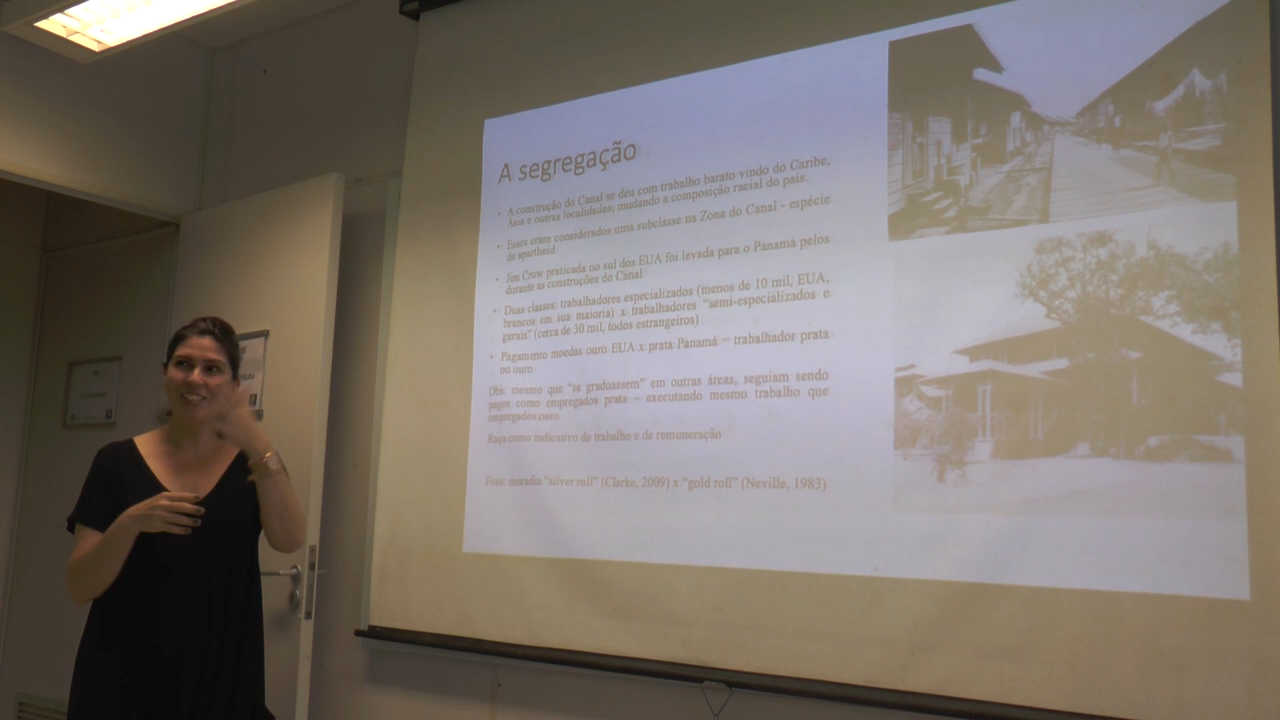 A segregação
• A construção do Canal se deu com trabalho barato vindo do Caribe,
Ásia e outras localidades; mudando a composição racial do país.
• Esses eram considerados uma subclasse na Zona do Canal - espécie
de apartheid
• Jim Crow praticada no sul dos EUA foi levada para o Panamá pelos
durante as construções do Canal
• Duas classes: trabalhadores especializados (menos de 10 mil, EUA,
brancos em sua maioria) x trabalhadores “semi-especializados e
gerais” (cerca de 30 mil, todos estrangeiros)
• Pagamento moedas ouro EUA x prata Panamá = trabalhador prata
ou ouro
Obs: mesmo que “se graduassem” em outras áreas, seguiam sendo
pagos como empregados prata – executando mesmo trabalho que
empregados ouro
Raça como indicativo de trabalho e de remuneração
Foto: moradia “silver roll” (Clarke, 2009) x “gold roll” (Neville, 1983)